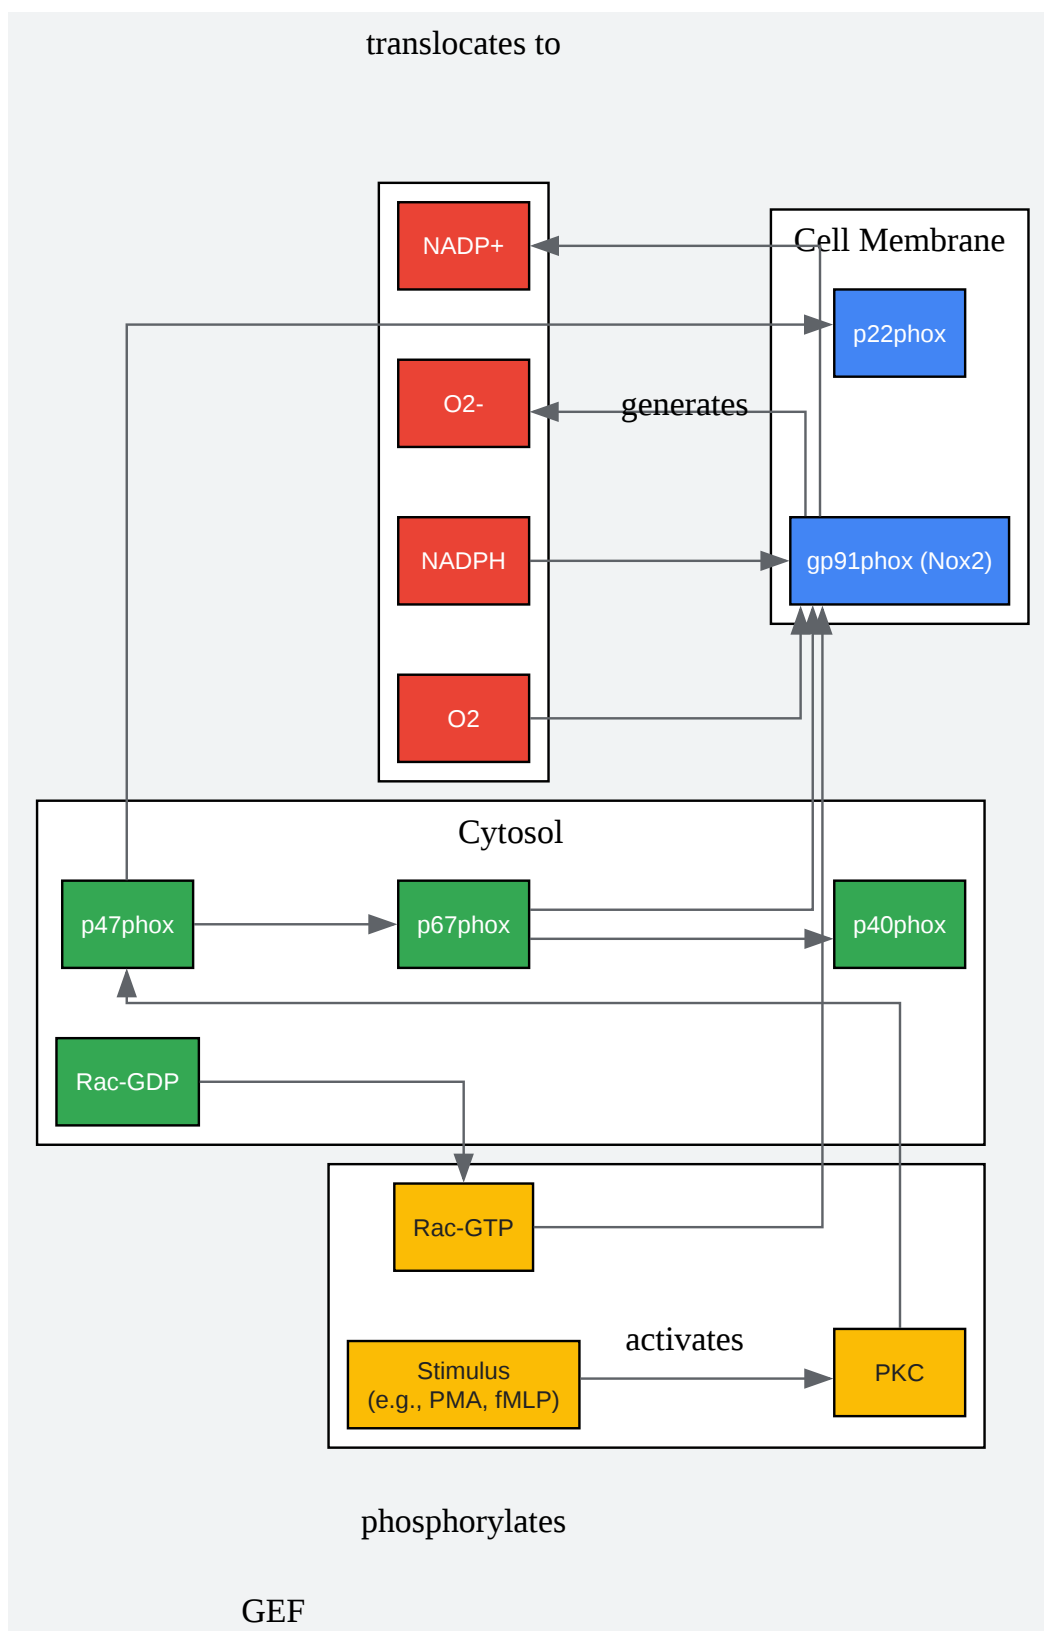 translocates to
NADP+
Cell Membrane
p22phox
O2-
generates
NADPH
gp91phox (Nox2)
O2
Cytosol
p47phox
p67phox
p40phox
Rac-GDP
Rac-GTP
activates
Stimulus
(e.g., PMA, fMLP)
PKC
phosphorylates
GEF